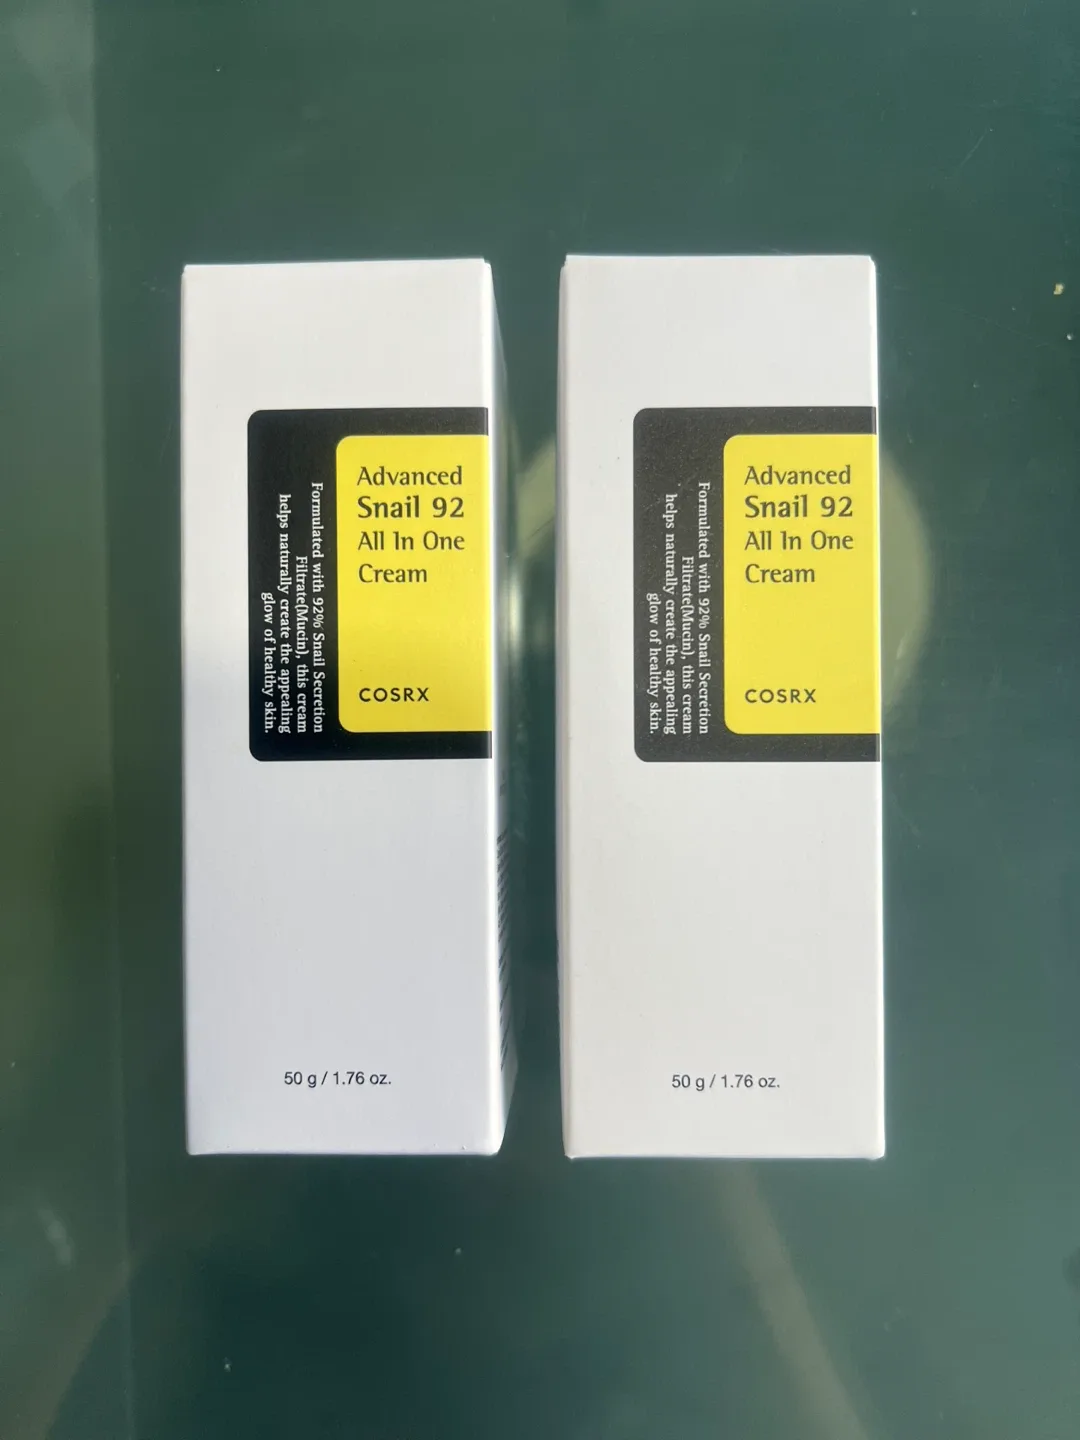 Advanced
Snail 92
All In One
Cream
COSRX
Formulated with 92% Snail Secretion
Filtrate(Mucin), this cream
helps naturally create the appealing
glow of healthy skin.
50 g / 1.76 oz.
Advanced
Snail 92
All In One
Cream
COSRX
Formulated with 92% Snail Secretion
Filtrate(Mucin), this cream
helps naturally create the appealing
glow of healthy skin.
50 g / 1.76 oz.